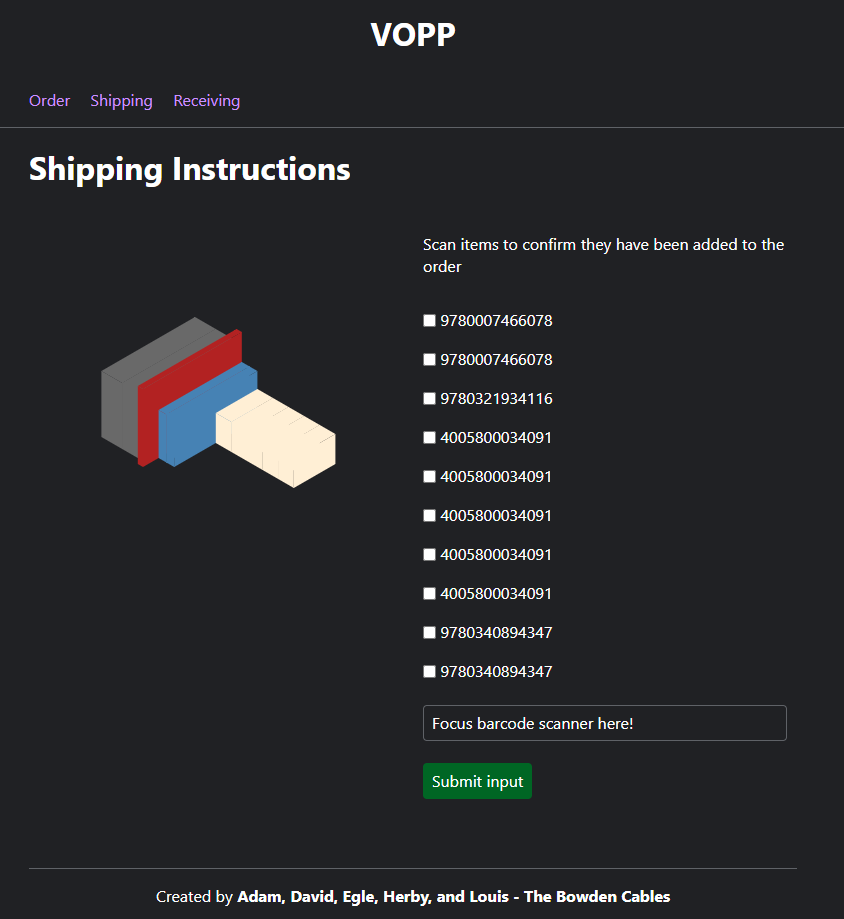 VOPP
Order Shipping Receiving
Shipping Instructions
Scan items to confirm they have been added to the
order
9780007466078
9780007466078
9780321934116
4005800034091
4005800034091
4005800034091
4005800034091
4005800034091
9780340894347
9780340894347
Focus barcode scanner here!
Submit input
Created by Adam, David, Egle, Herby, and Louis - The Bowden Cables